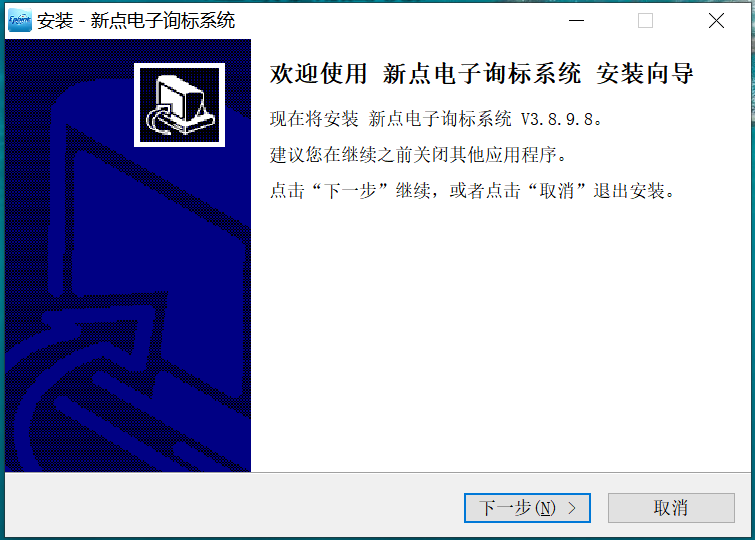 安装 - 新点电子询标系统
欢迎使用 新点电子询标系统 安装向导
现在将安装 新点电子询标系统 V3.8.9.8。
建议您在继续之前关闭其他应用程序。
点击“下一步”继续，或者点击“取消”退出安装。
下一步(N) >
取消